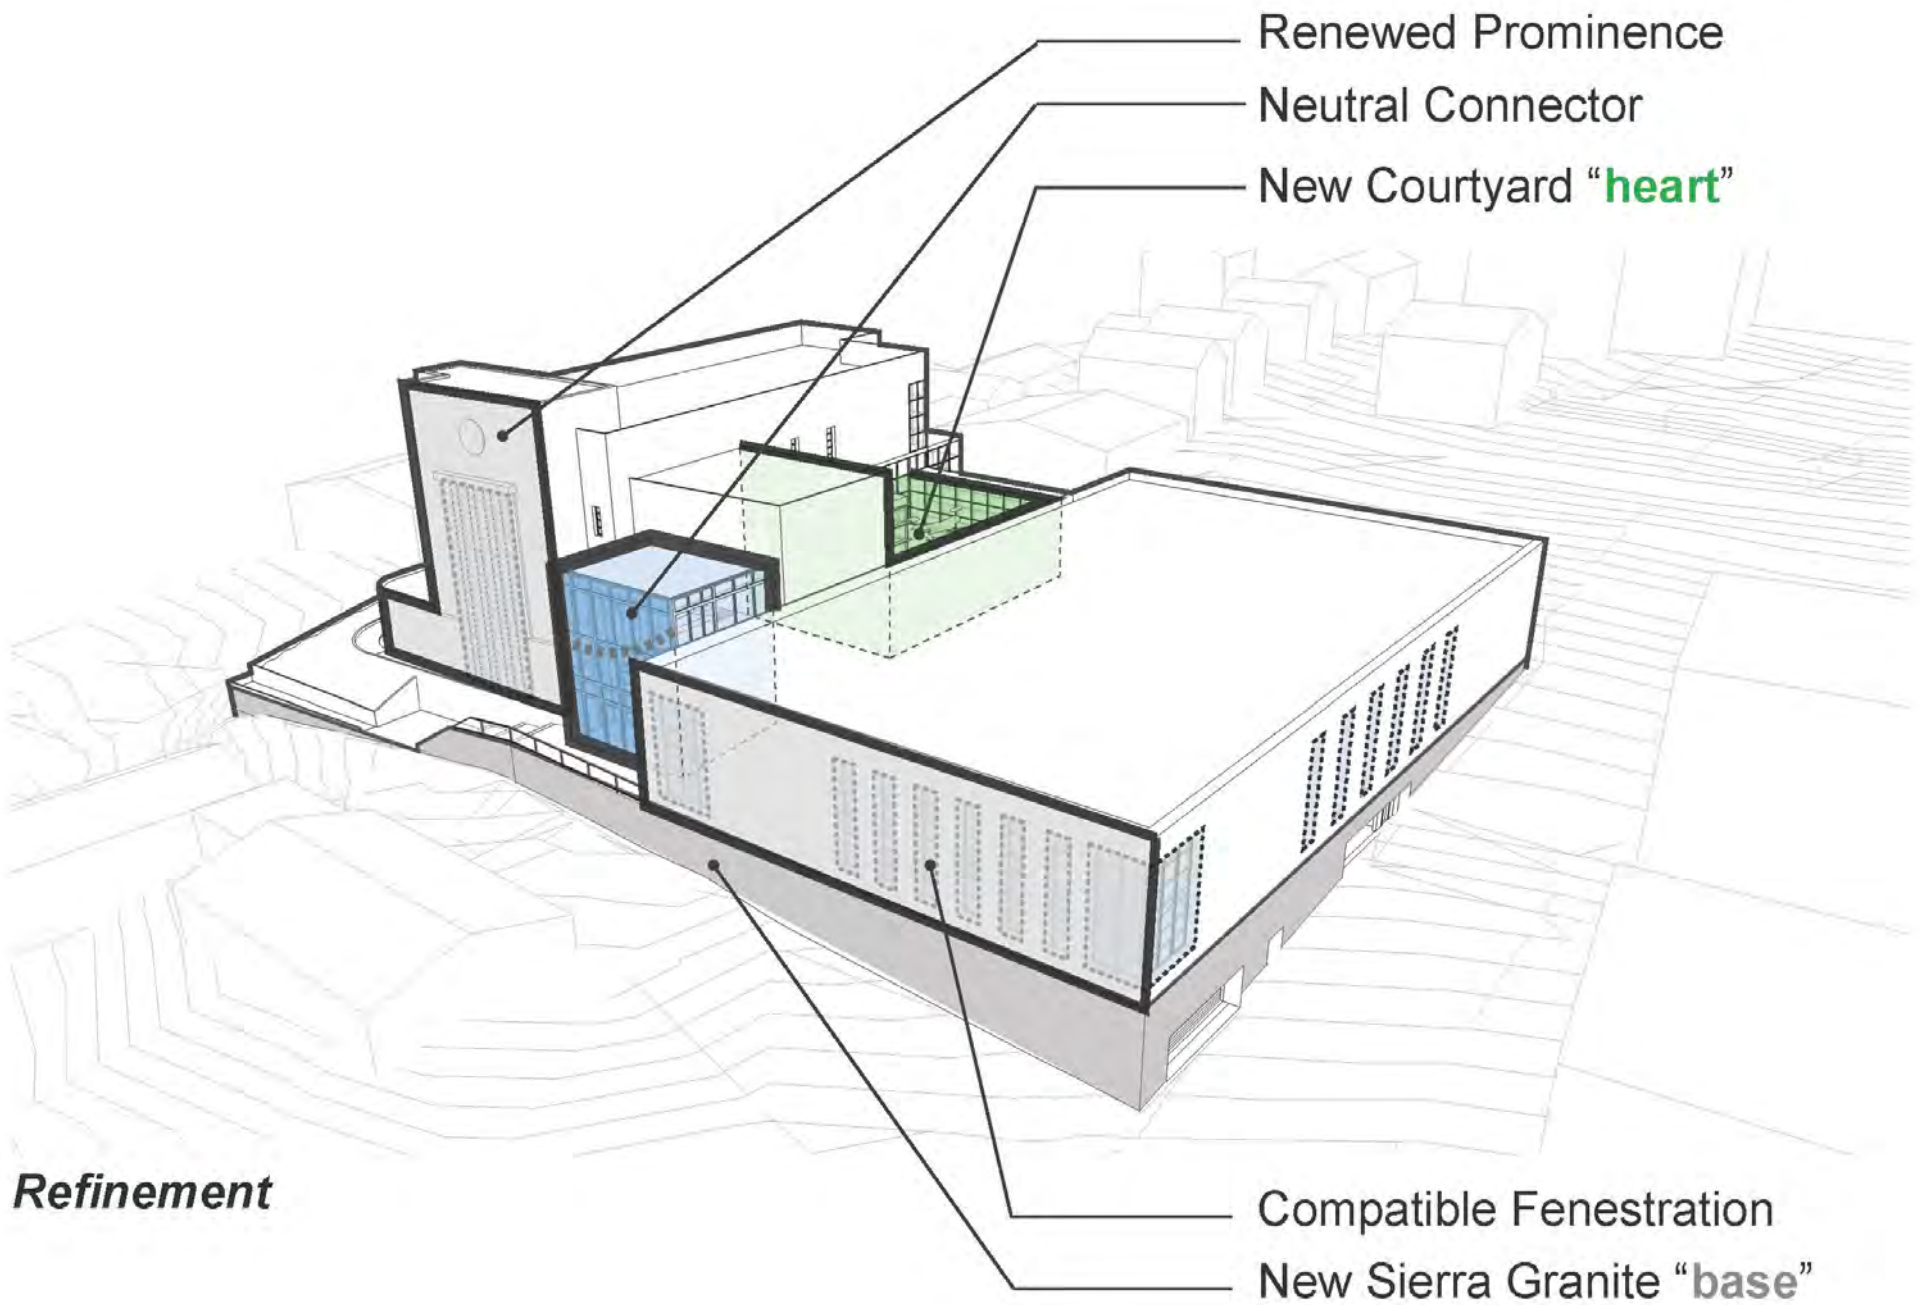 Renewed Prominence
Neutral Connector
New Courtyard “heart”
Refinement
Compatible Fenestration
New Sierra Granite “base”